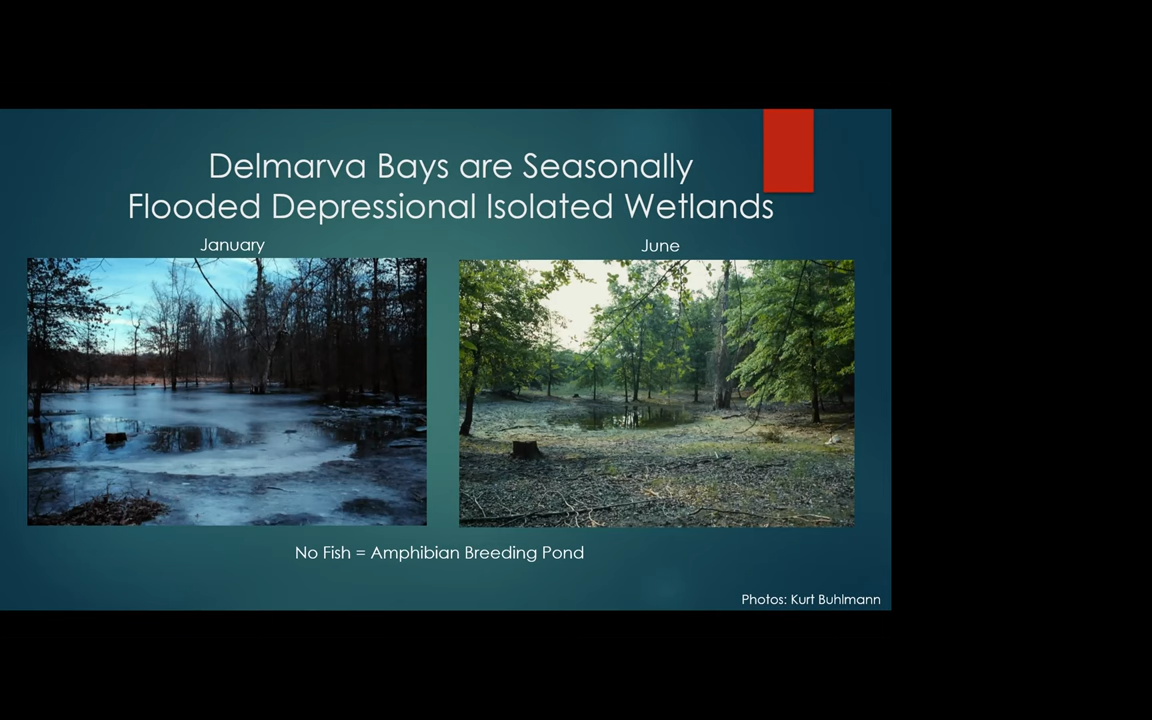 Delmarva Bays are Seasonally
Flooded Depressional Isolated Wetlands
January
June
No Fish = Amphibian Breeding Pond
Photos: Kurt Buhlmann